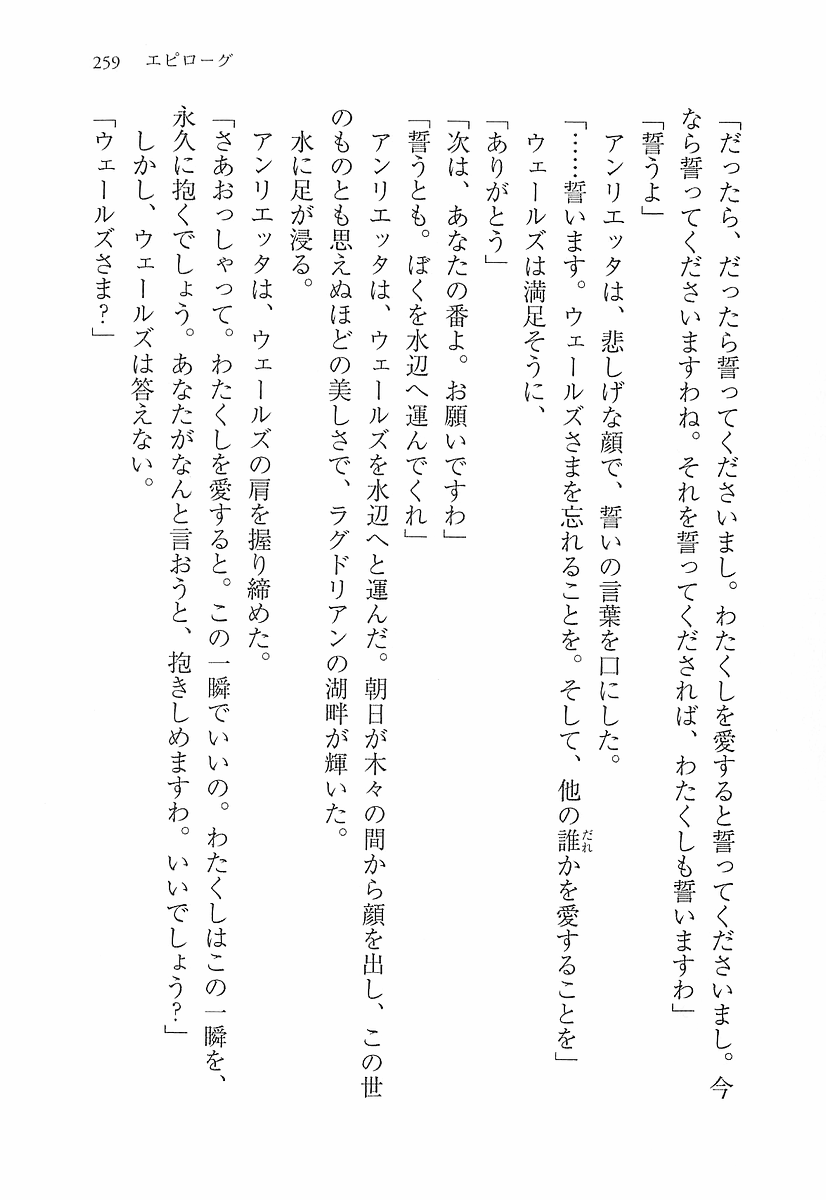 259 エピローグ
「だったら、だったら誓ってくださいまし。わたくしを愛すると誓ってくださいまし。今
なら誓ってくださいますわね。それを誓ってくだされば、わたくしも誓いますわ」
「誓うよ」
アンリエッタは、悲しげな顔で、誓いの言葉を口にした。
「……誓います。ウェールズさまを忘れることを。そして、他の誰かを愛することを」
だれ
ウェールズは満足そうに、
「ありがとう」
「次は、あなたの番よ。お願いですわ」
「誓うとも。ぼくを水辺へ運んでくれ」
アンリエッタは、ウェールズを水辺へと運んだ。朝日が木々の間から顔を出し、この世
のものとも思えぬほどの美しさで、ラグドリアンの湖畔が輝いた。
水に足が浸る。
アンリエッタは、ウェールズの肩を握り締めた。
「さあおっしゃって。わたくしを愛すると。この一瞬でいいの。わたくしはこの一瞬を、
永久に抱くでしょう。あなたがなんと言おうと、抱きしめますわ。いいでしょう？」
しかし、ウェールズは答えない。
「ウェールズさま？」